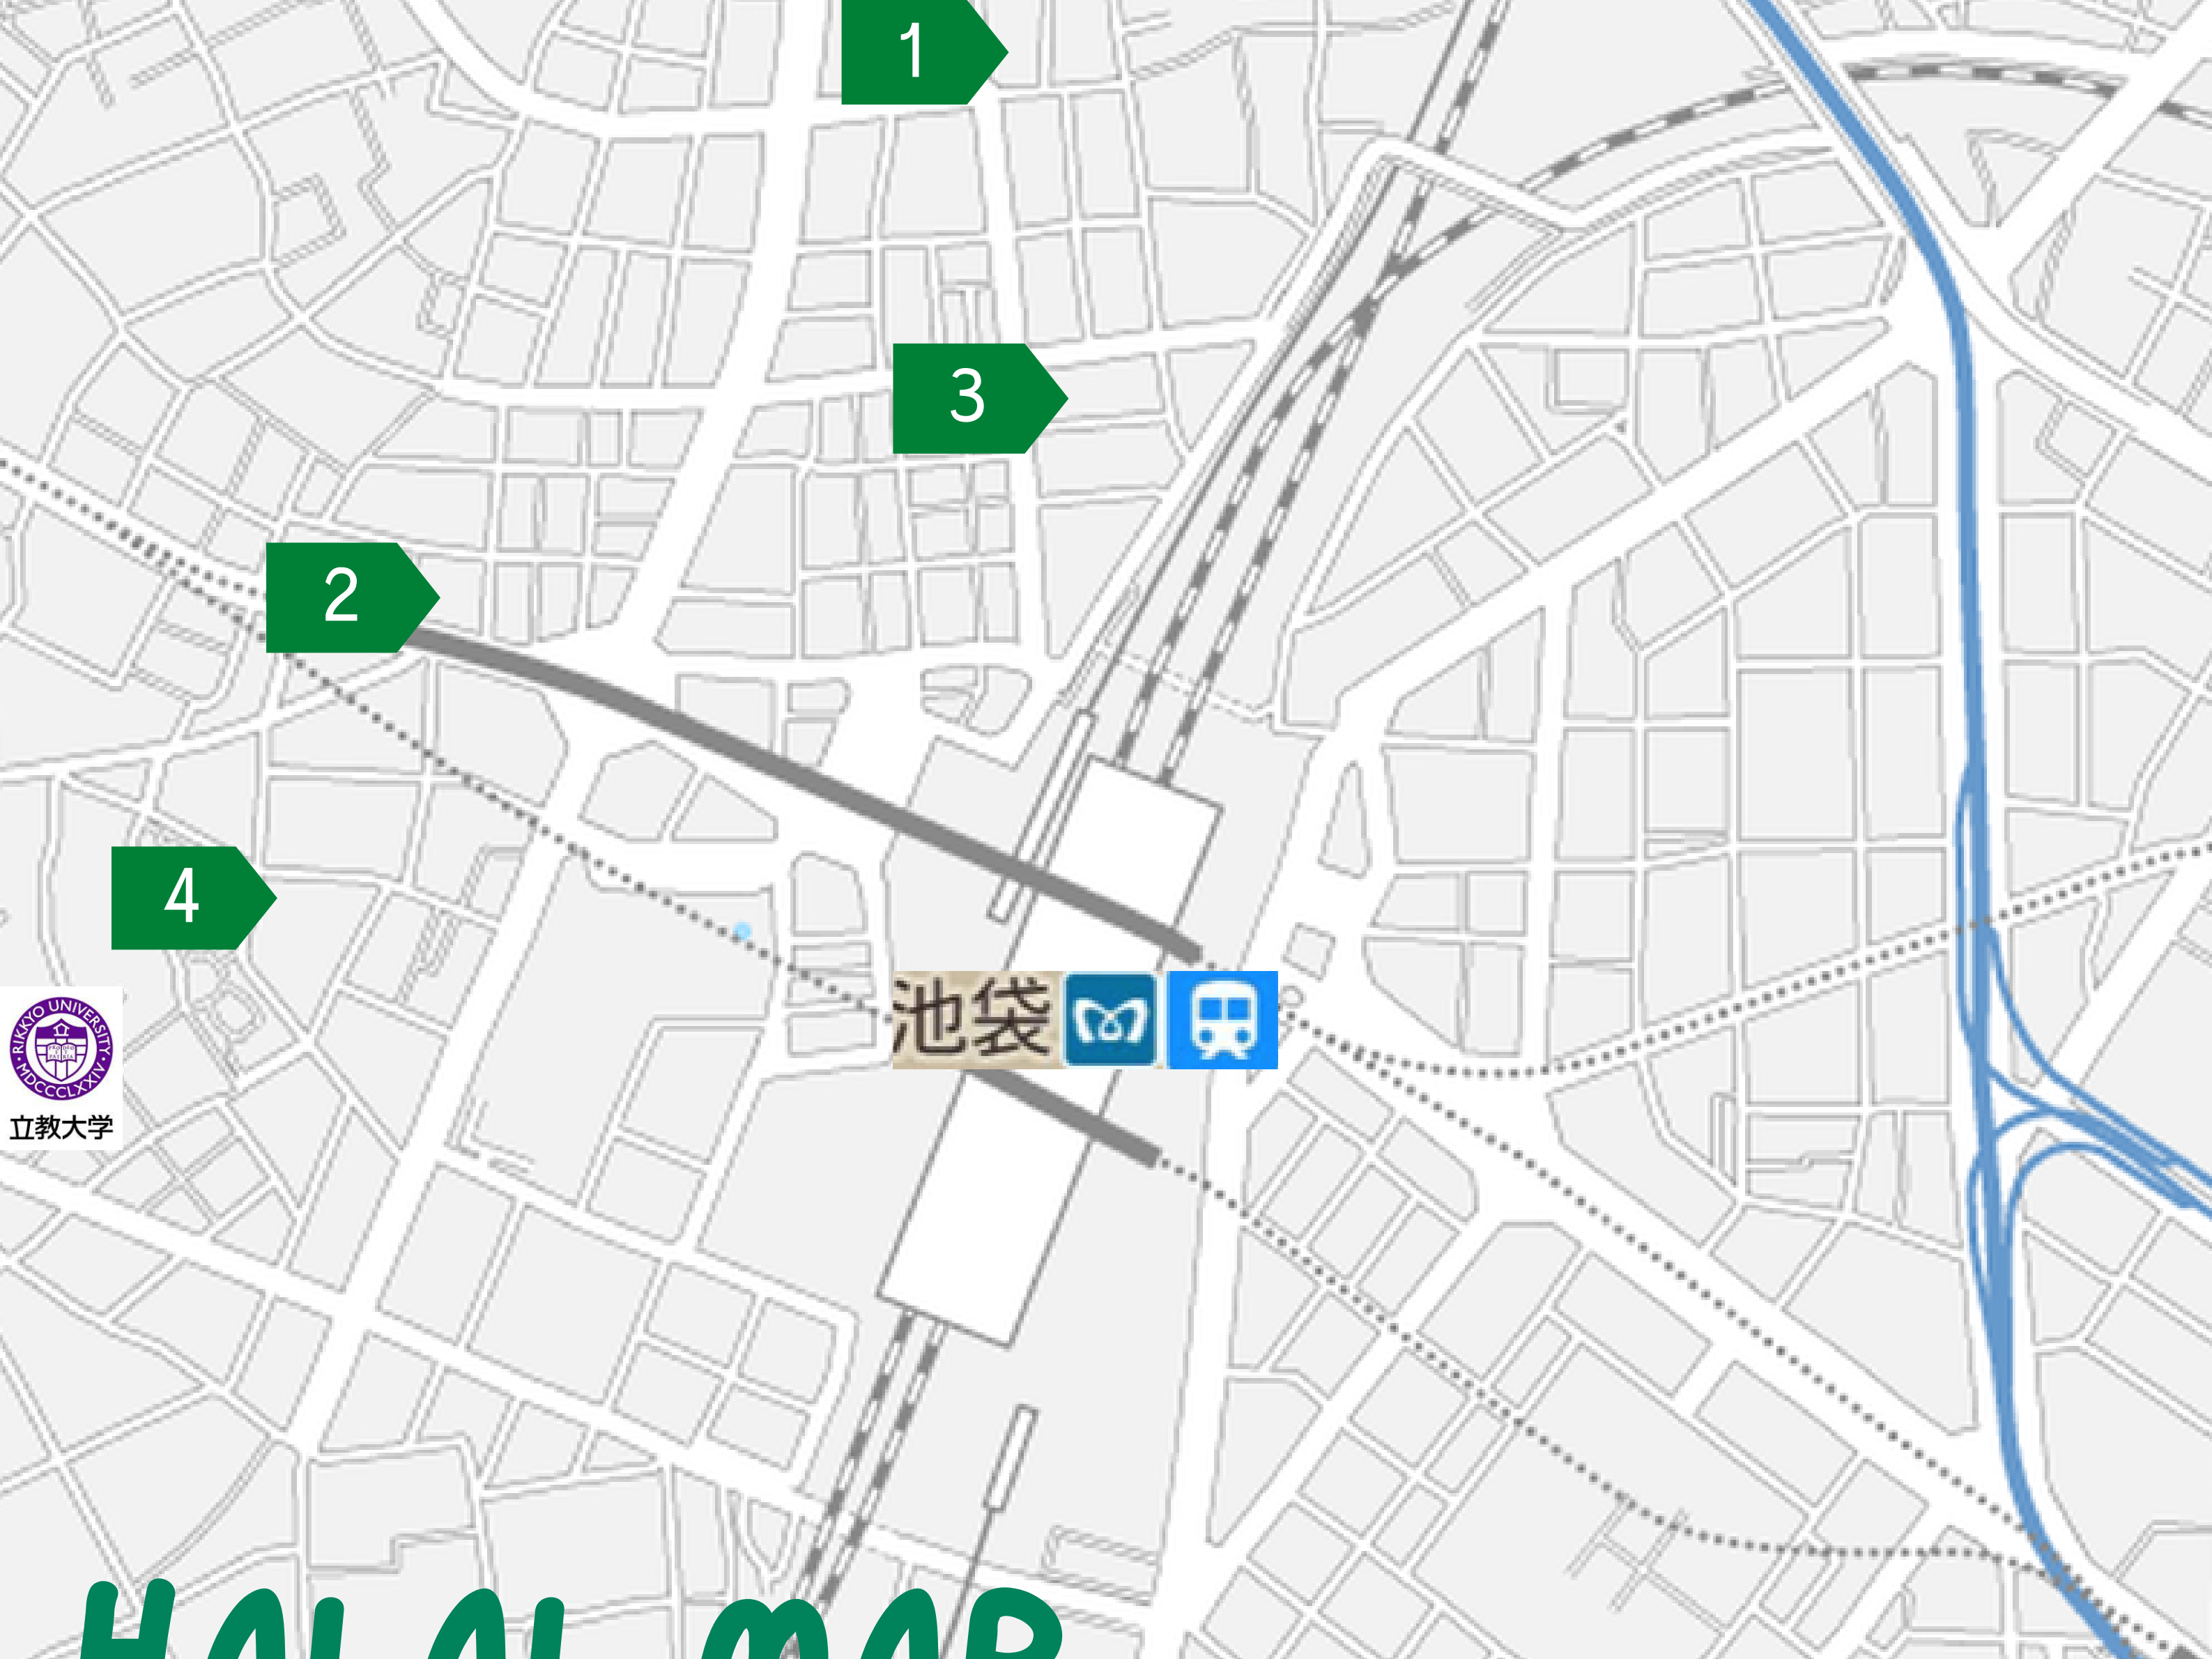 1
3
2
4
池袋
RIKKYO UNIVERSITY
MDCCCLXXIV
立教大学
HALAL MAP